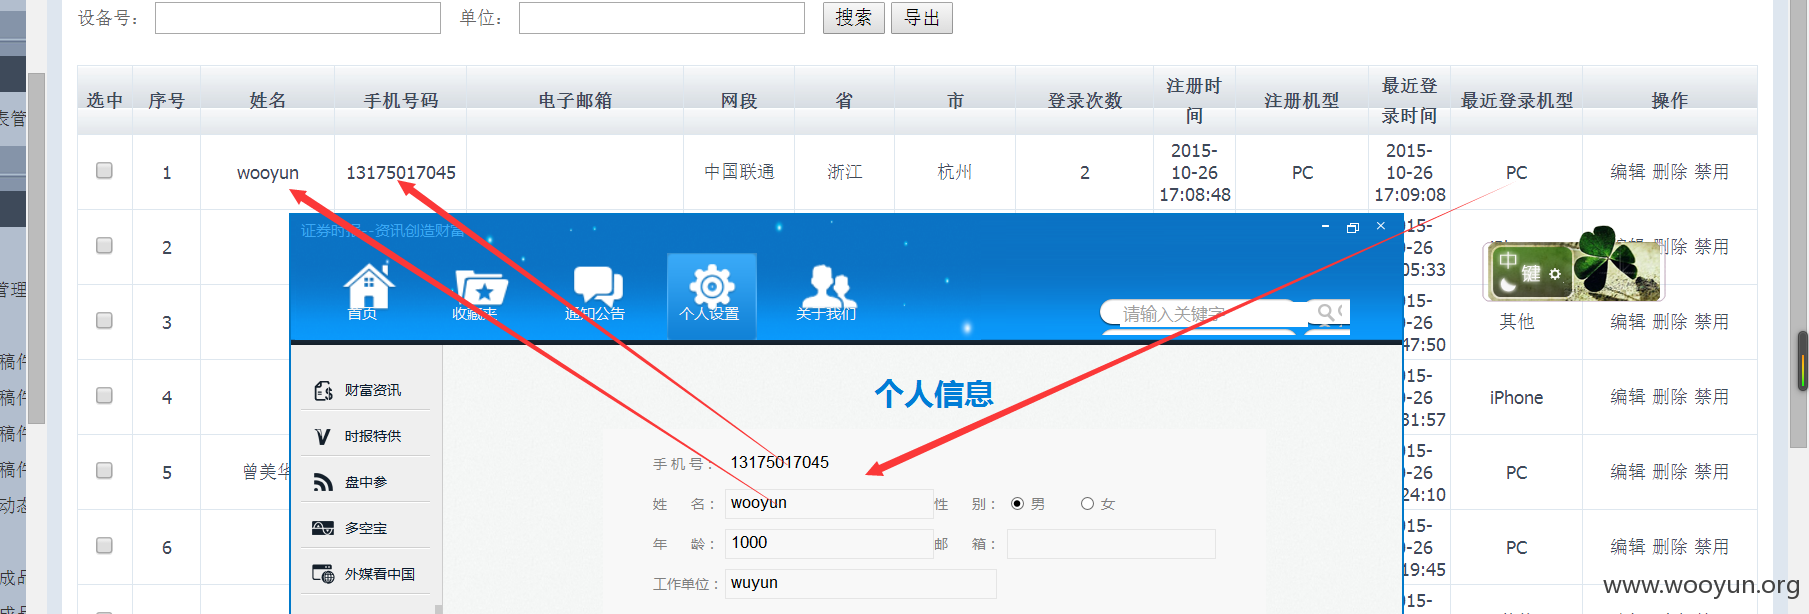 设备号： 单位： 搜索 导出
选中 序号 姓名 手机号码 电子邮箱 网段 省 市 登录次数 注册时间 注册机型 最近登录时间 最近登录机型 操作
1 wooyun 13175017045 中国联通 浙江 杭州 2 2015-10-26 17:08:48 PC 2015-10-26 17:09:08 PC 编辑 删除 禁用
2 15- -26 05:33 删除 禁用
3 15- -26 47:50 其他 编辑 删除 禁用
4 15- -26 31:57 iPhone 编辑 删除 禁用
5 曾美华 15- -26 24:10 PC 编辑 删除 禁用
6 15- -26 19:45 PC 编辑 删除 禁用
15-
表管
管理
稿件
稿件
稿件
稿件
动态
成品
成品
证券时报--资讯创造财富
首页 收藏夹 通知公告 个人设置 关于我们
请输入关键字
中 键
财富资讯
时报特供
盘中参
多空宝
外媒看中国
个人信息
手机号： 13175017045
姓 名： wooyun 性 别： 男 女
年 龄： 1000 邮 箱：
工作单位： wuyun
www.wooyun.org